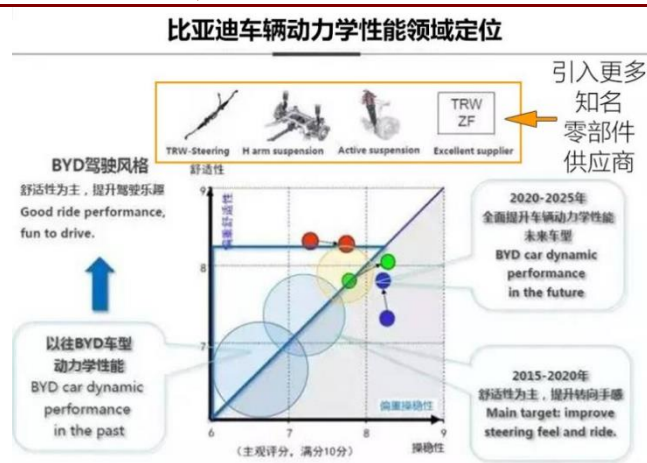 比亚迪车辆动力学性能领域定位
引入更多
知名
零部件
供应商
TRW
ZF
TRW-Steering
H arm suspension
Active suspension
Excellent supplier
BYD驾驶风格
舒适性为主，提升驾驶乐趣
Good ride performance,
fun to drive.
舒适性
9
偏重舒适性
8
7
6
7
8
9
偏重操稳性
（主观评分，满分10分）
操稳性
以往BYD车型
动力学性能
BYD car dynamic
performance
in the past
2020-2025年
全面提升车辆动力学性能
未来车型
BYD car dynamic
performance
in the future
2015-2020年
舒适性为主，提升转向手感
Main target: improve
steering feel and ride.